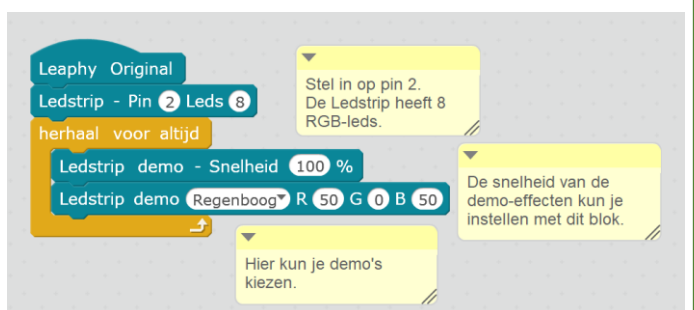 Leaphy Original
Ledstrip - Pin 2 Leds 8
herhaal voor altijd
Ledstrip demo - Snelheid 100 %
Ledstrip demo Regenboog R 50 G 0 B 50
Stel in op pin 2.
De Ledstrip heeft 8
RGB-leds.
De snelheid van de
demo-effecten kun je
instellen met dit blok.
Hier kun je demo's
kiezen.